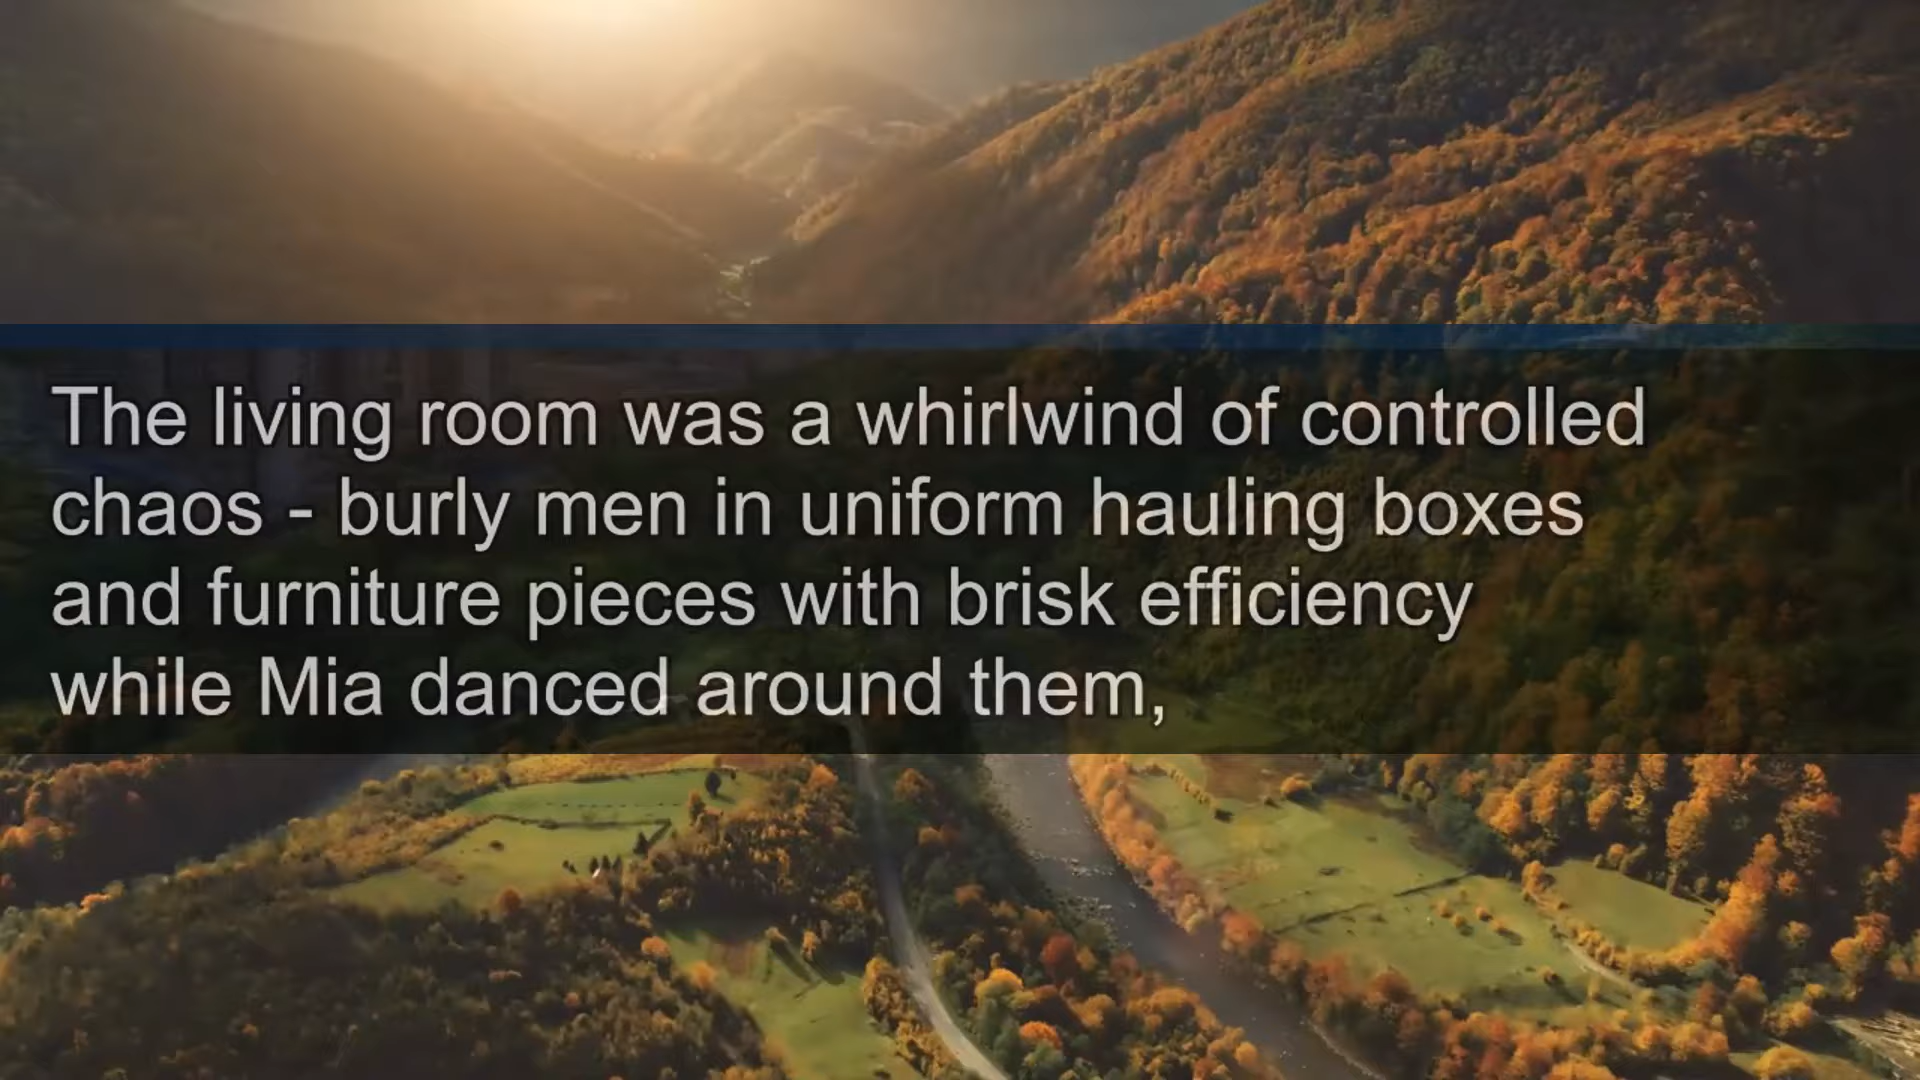 The living room was a whirlwind of controlled
chaos - burly men in uniform hauling boxes
and furniture pieces with brisk efficiency
while Mia danced around them,